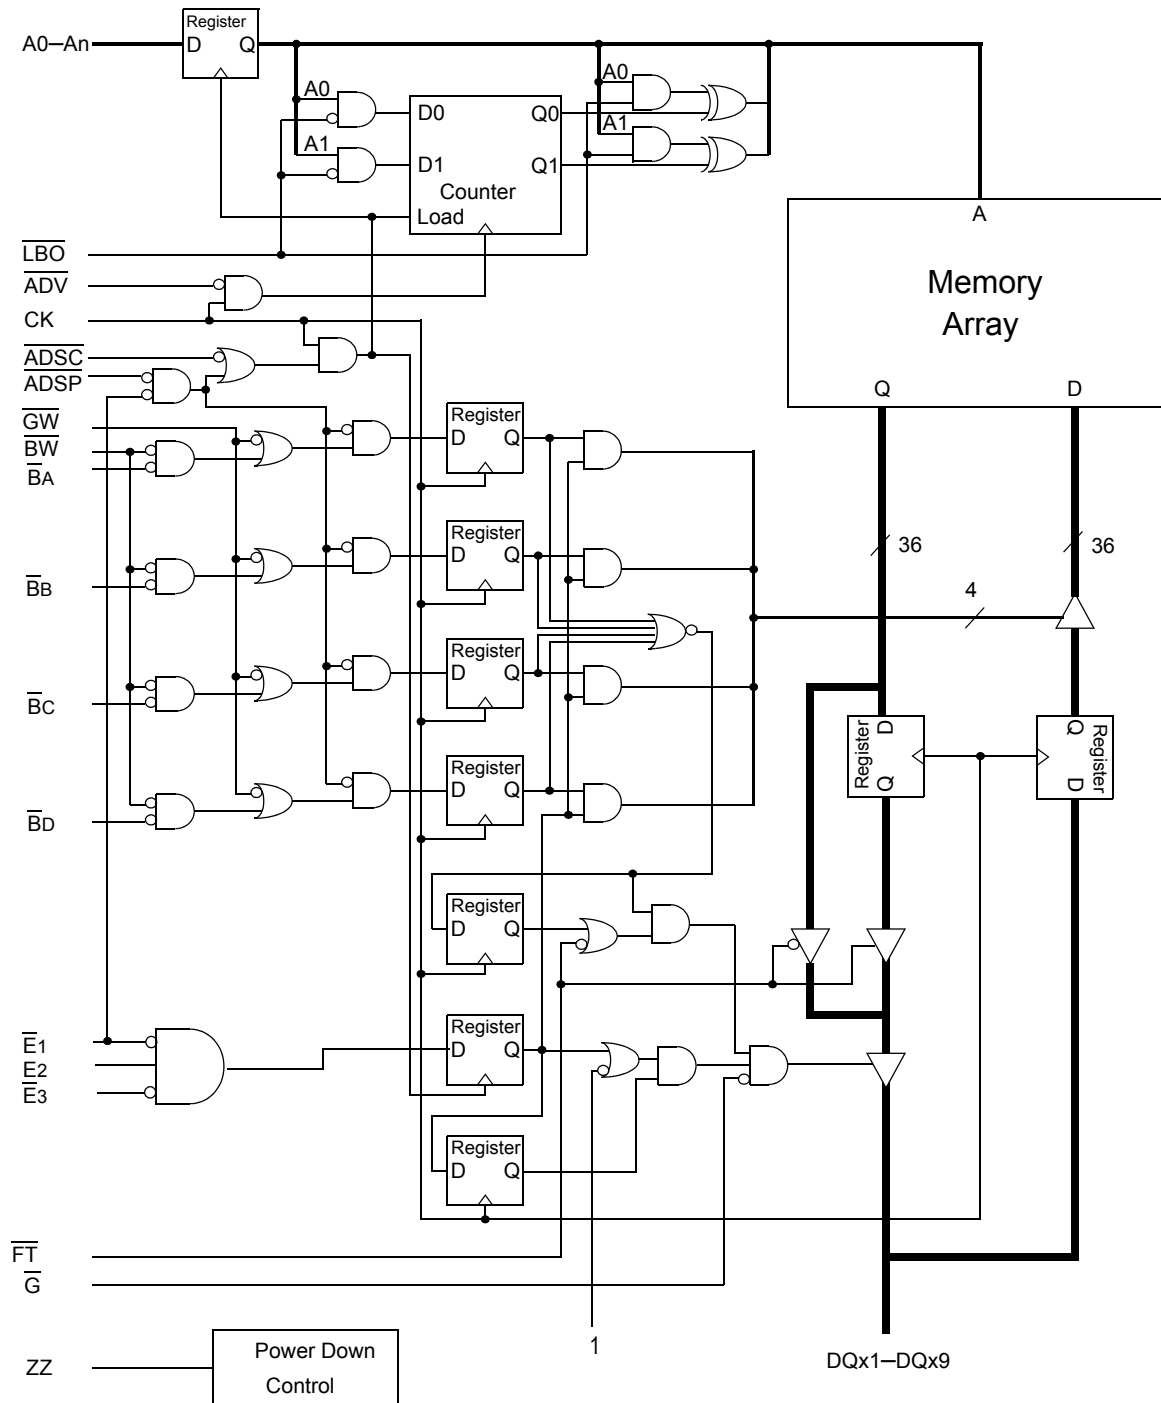 Register
A0–An
D Q
A0
A0
D0 Q0
A1
A1
D1 Q1
Counter
Load
A
LBO
ADV
Memory
CK
Array
ADSC
ADSP
Q D
Register
GW
D Q
BW
BA
Register
36 36
D Q
BB
4
Register
D Q
BC
D Q
Register Register
Register
D Q
Q D
BD
Register
D Q
Register
E1
D Q
E2
E3
Register
D Q
FT
G
1
Power Down
DQx1–DQx9
ZZ
Control